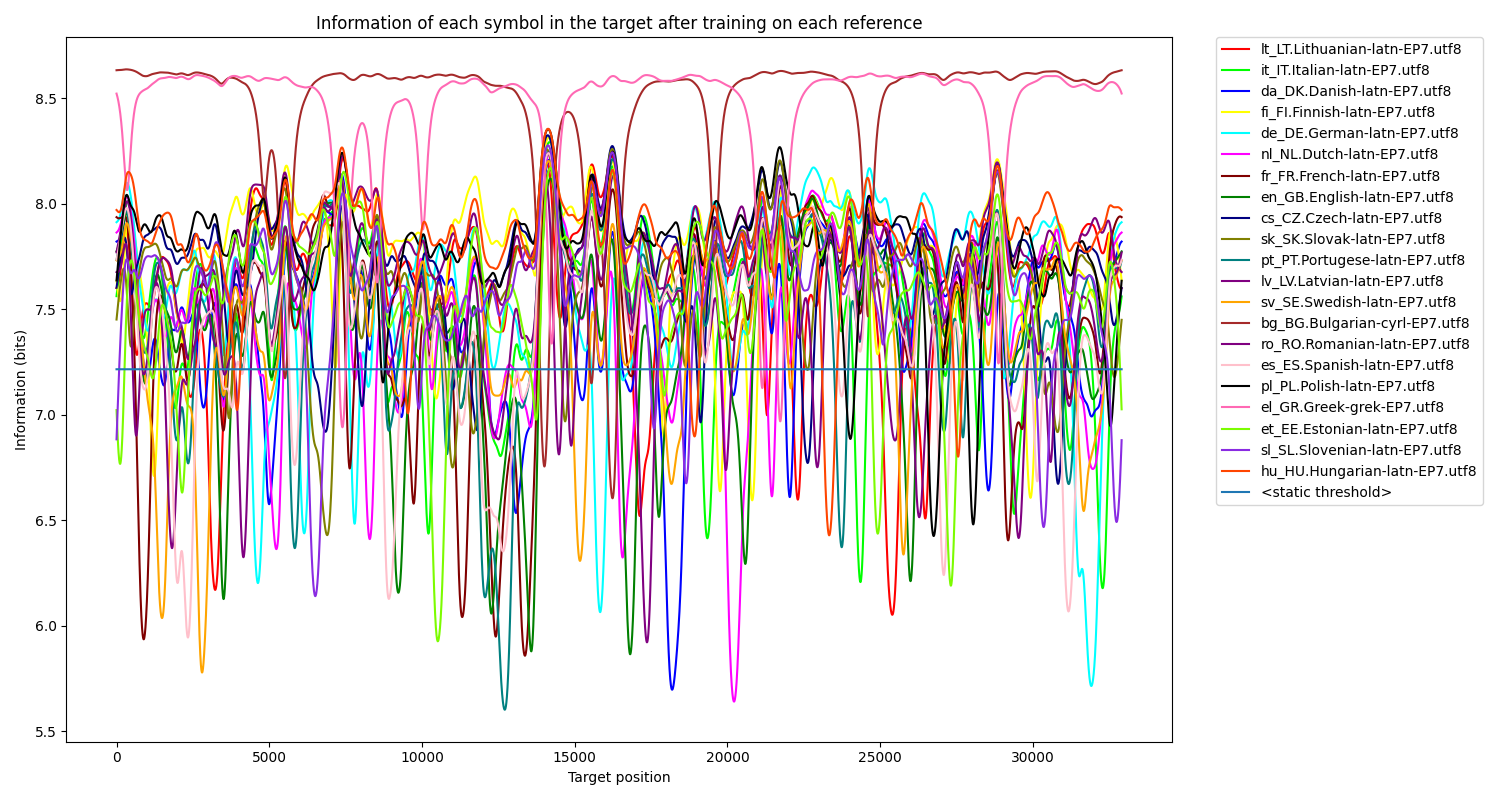 Information of each symbol in the target after training on each reference
Information (bits)
8.5
8.0
7.5
7.0
6.5
6.0
5.5
0 5000 10000 15000 20000 25000 30000
Target position
lt_LT.Lithuanian-latn-EP7.utf8
it_IT.Italian-latn-EP7.utf8
da_DK.Danish-latn-EP7.utf8
fi_FI.Finnish-latn-EP7.utf8
de_DE.German-latn-EP7.utf8
nl_NL.Dutch-latn-EP7.utf8
fr_FR.French-latn-EP7.utf8
en_GB.English-latn-EP7.utf8
cs_CZ.Czech-latn-EP7.utf8
sk_SK.Slovak-latn-EP7.utf8
pt_PT.Portugese-latn-EP7.utf8
lv_LV.Latvian-latn-EP7.utf8
sv_SE.Swedish-latn-EP7.utf8
bg_BG.Bulgarian-cyrl-EP7.utf8
ro_RO.Romanian-latn-EP7.utf8
es_ES.Spanish-latn-EP7.utf8
pl_PL.Polish-latn-EP7.utf8
el_GR.Greek-grek-EP7.utf8
et_EE.Estonian-latn-EP7.utf8
sl_SL.Slovenian-latn-EP7.utf8
hu_HU.Hungarian-latn-EP7.utf8
<static threshold>